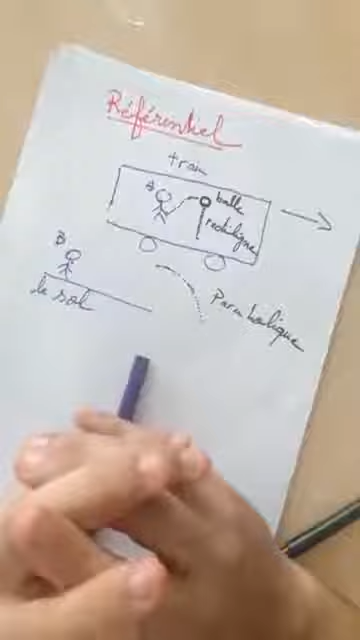 Référentiel
train
A
balle
rectiligne
B
le sol
Parabolique